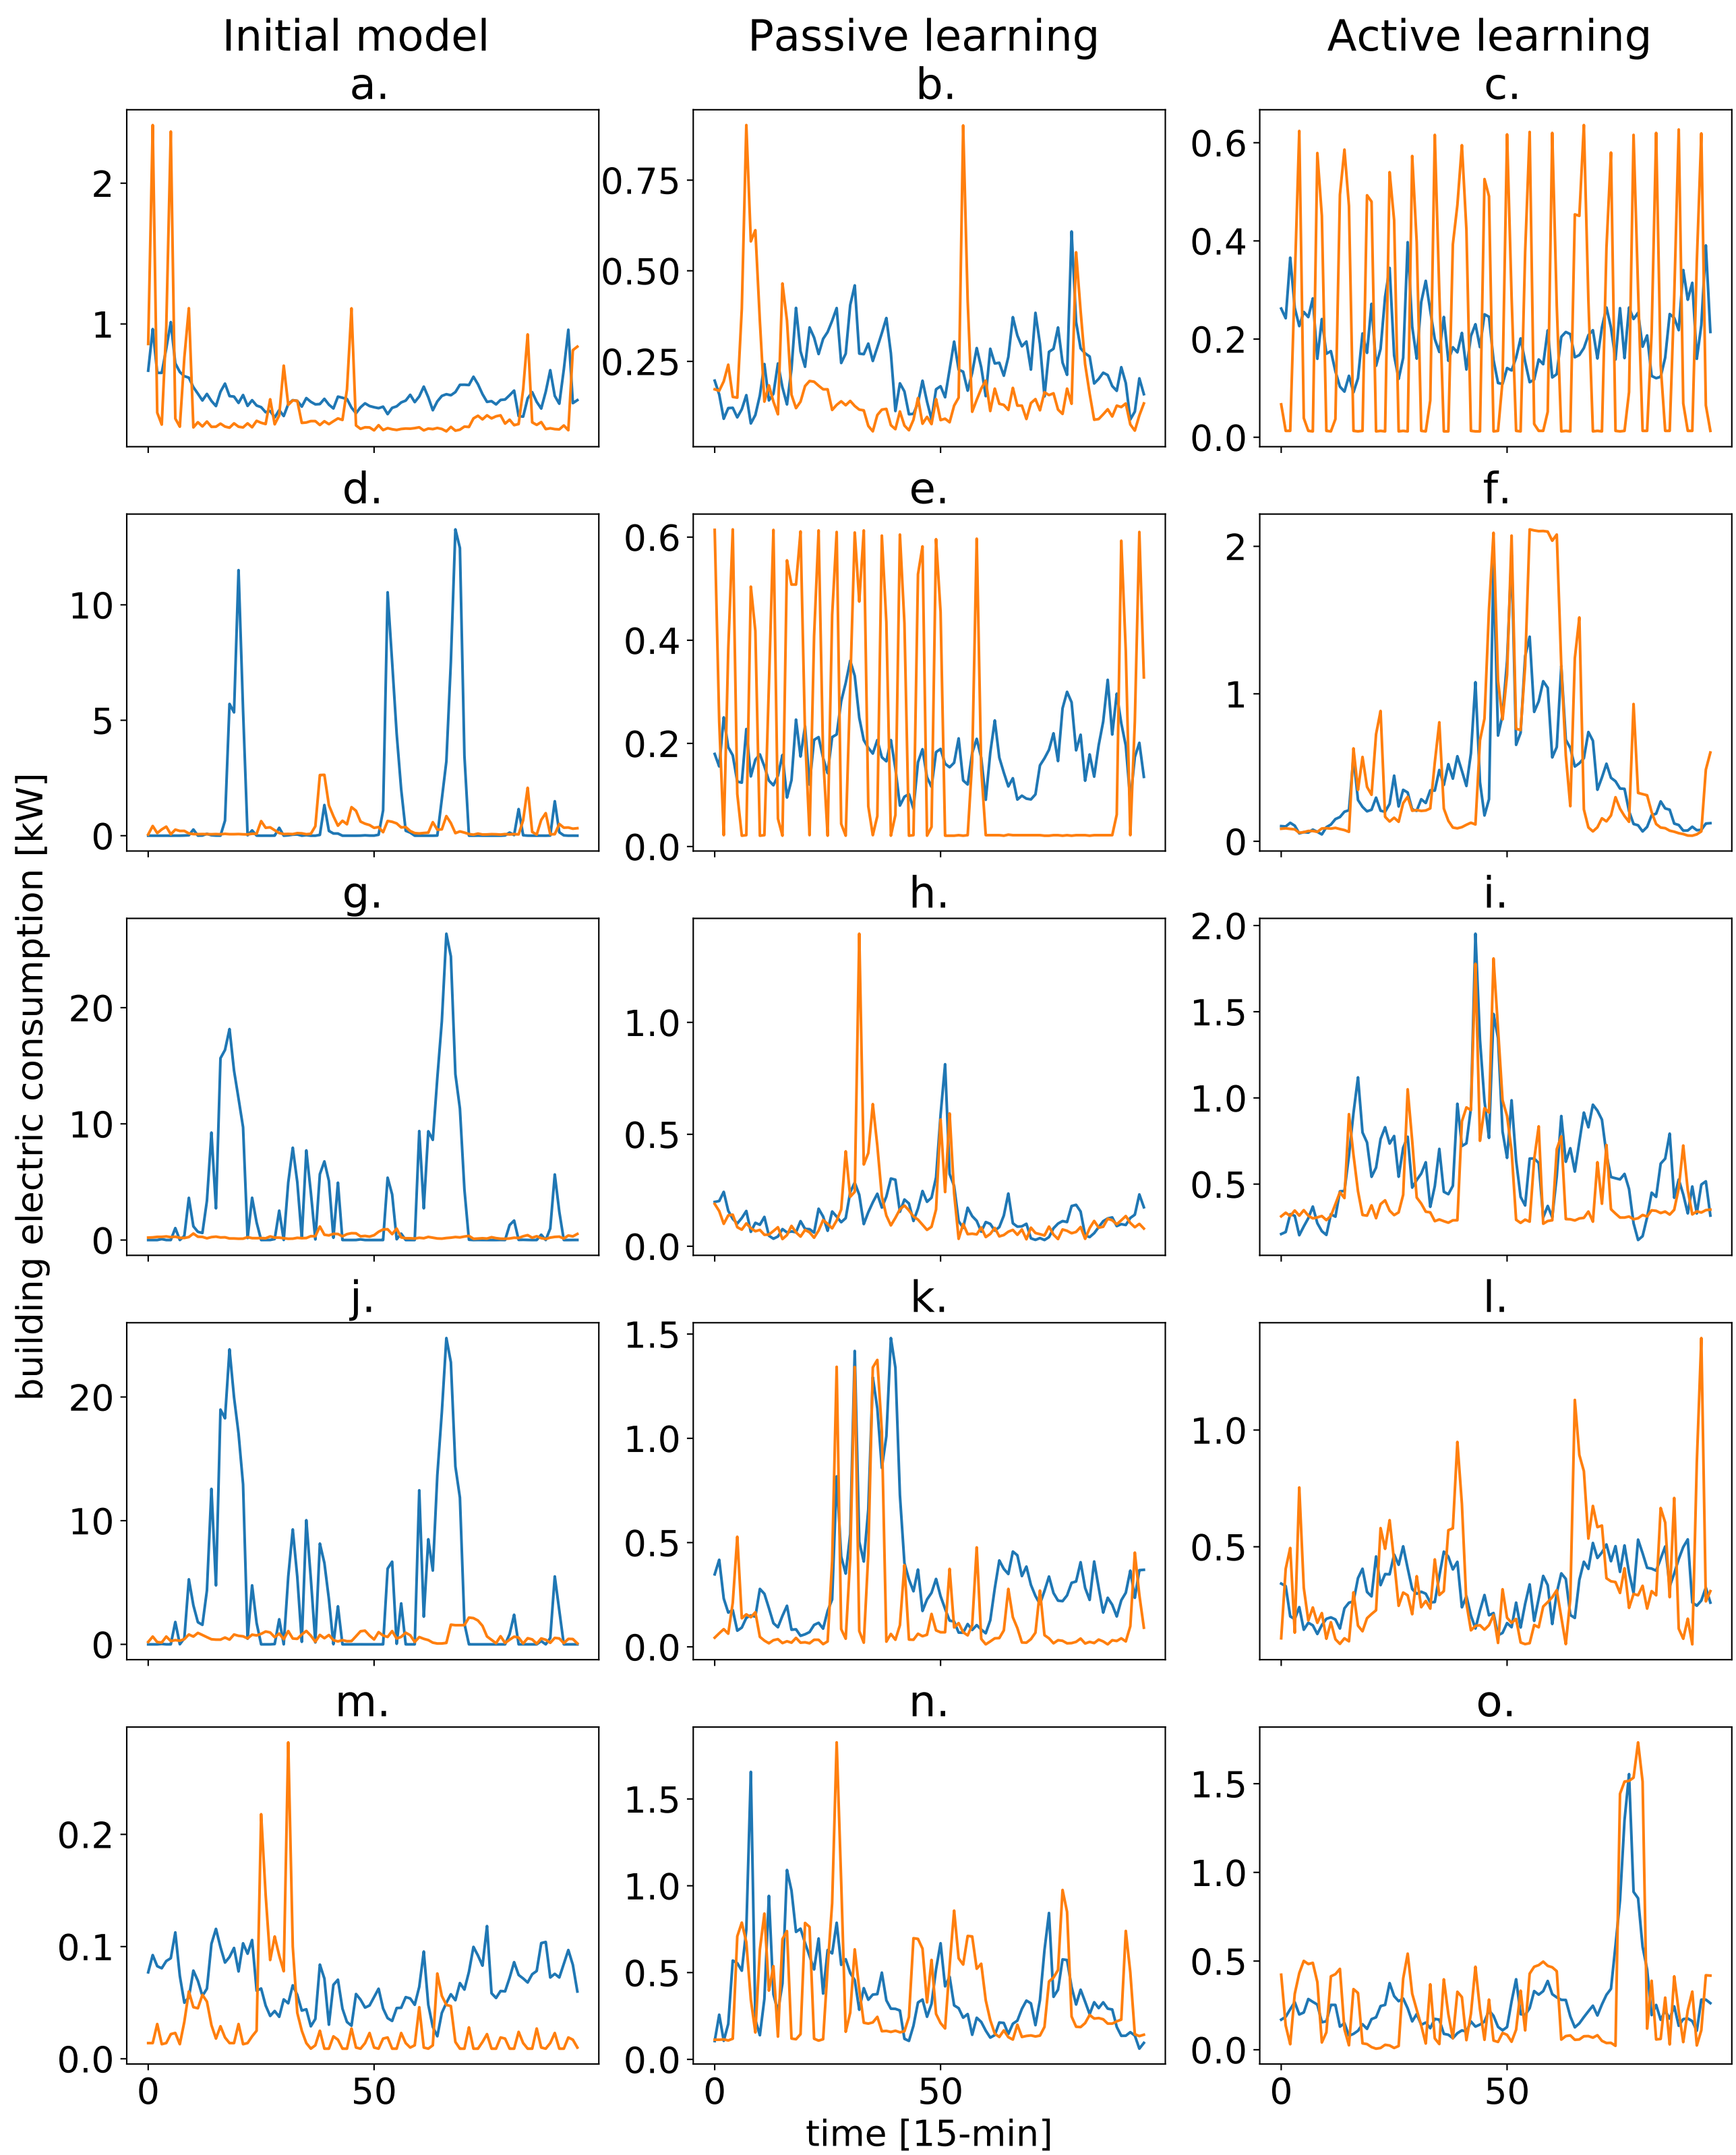 Initial model
Passive learning
Active learning
a.
b.
c.
2
1
0.75
0.50
0.25
0.6
0.4
0.2
0.0
d.
e.
f.
10
5
0
0.6
0.4
0.2
0.0
2
1
0
g.
h.
i.
20
10
0
1.0
0.5
0.0
2.0
1.5
1.0
0.5
j.
k.
l.
20
10
0
1.5
1.0
0.5
0.0
1.0
0.5
m.
n.
o.
0.2
0.1
0.0
1.5
1.0
0.5
0.0
1.5
1.0
0.5
0.0
0
50
0
50
0
50
building electric consumption [kW]
time [15-min]